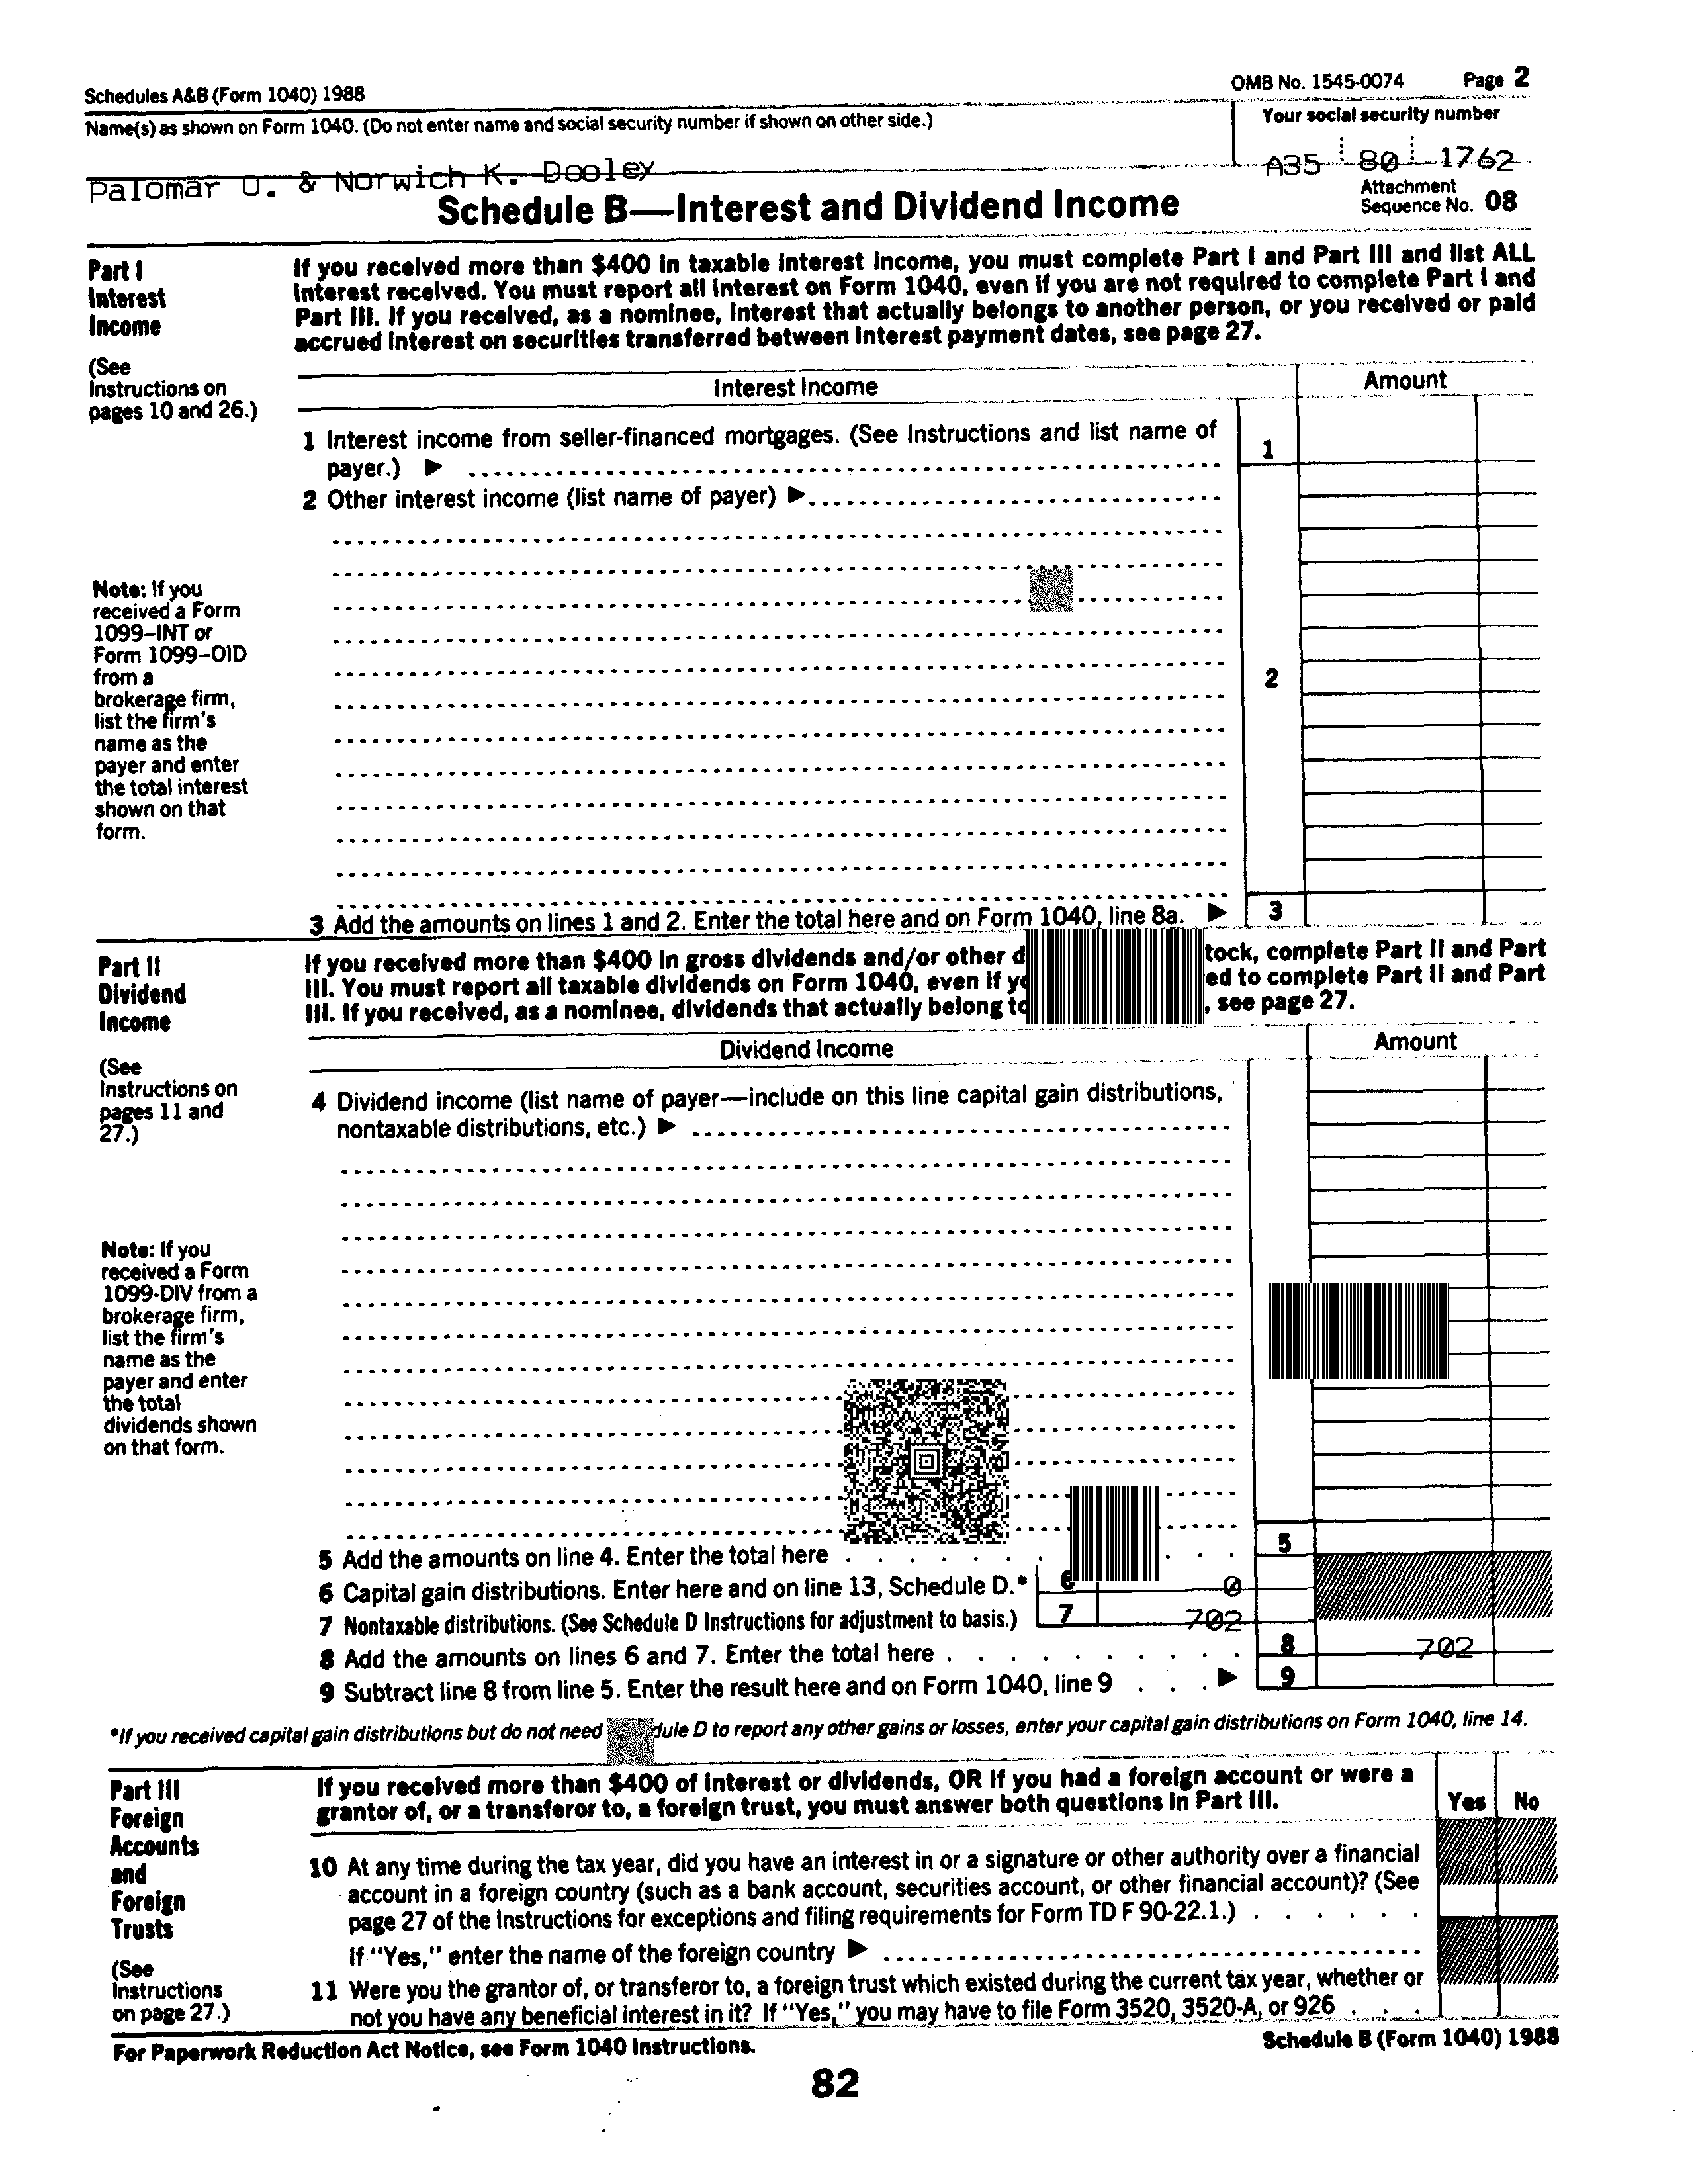 Schedules A&B (Form 1040) 1988
OMB No. 1545-0074 Page 2
Name(s) as shown on Form 1040. (Do not enter name and social security number if shown on other side.)
Your social security number
Palomar O. & Norwich K. Dooley
A35 80 1762
Schedule B—Interest and Dividend Income
Attachment
Sequence No. 08
Part I
Interest
Income
(See
Instructions on
pages 10 and 26.)
If you received more than $400 in taxable interest income, you must complete Part I and Part III and list ALL
interest received. You must report all interest on Form 1040, even if you are not required to complete Part I and
Part III. If you received, as a nominee, interest that actually belongs to another person, or you received or paid
accrued interest on securities transferred between interest payment dates, see page 27.
Interest Income
Amount
1 Interest income from seller-financed mortgages. (See Instructions and list name of
payer.) ▶
1
2 Other interest income (list name of payer) ▶
Note: If you
received a Form
1099–INT or
Form 1099–OID
from a
brokerage firm,
list the firm's
name as the
payer and enter
the total interest
shown on that
form.
2
3 Add the amounts on lines 1 and 2. Enter the total here and on Form 1040, line 8a. ▶ 3
Part II
Dividend
Income
(See
Instructions on
pages 11 and
27.)
If you received more than $400 in gross dividends and/or other d tock, complete Part II and Part
III. You must report all taxable dividends on Form 1040, even if ed to complete Part II and Part
III. If you received, as a nominee, dividends that actually belong , see page 27.
Dividend Income
Amount
4 Dividend income (list name of payer—include on this line capital gain distributions,
nontaxable distributions, etc.) ▶
Note: If you
received a Form
1099-DIV from a
brokerage firm,
list the firm's
name as the
payer and enter
the total
dividends shown
on that form.
5 Add the amounts on line 4. Enter the total here 5
6 Capital gain distributions. Enter here and on line 13, Schedule D.* 6 0
7 Nontaxable distributions. (See Schedule D Instructions for adjustment to basis.) 7 702
8 Add the amounts on lines 6 and 7. Enter the total here 8 702
9 Subtract line 8 from line 5. Enter the result here and on Form 1040, line 9 ▶ 9
*If you received capital gain distributions but do not need dule D to report any other gains or losses, enter your capital gain distributions on Form 1040, line 14.
Part III
Foreign
Accounts
and
Foreign
Trusts
(See
Instructions
on page 27.)
If you received more than $400 of interest or dividends, OR if you had a foreign account or were a
grantor of, or a transferor to, a foreign trust, you must answer both questions in Part III.
Yes No
10 At any time during the tax year, did you have an interest in or a signature or other authority over a financial
account in a foreign country (such as a bank account, securities account, or other financial account)? (See
page 27 of the Instructions for exceptions and filing requirements for Form TD F 90-22.1.)
If "Yes," enter the name of the foreign country ▶
11 Were you the grantor of, or transferor to, a foreign trust which existed during the current tax year, whether or
not you have any beneficial interest in it? If "Yes," you may have to file Form 3520, 3520-A, or 926
For Paperwork Reduction Act Notice, see Form 1040 Instructions.
Schedule B (Form 1040) 1988
82